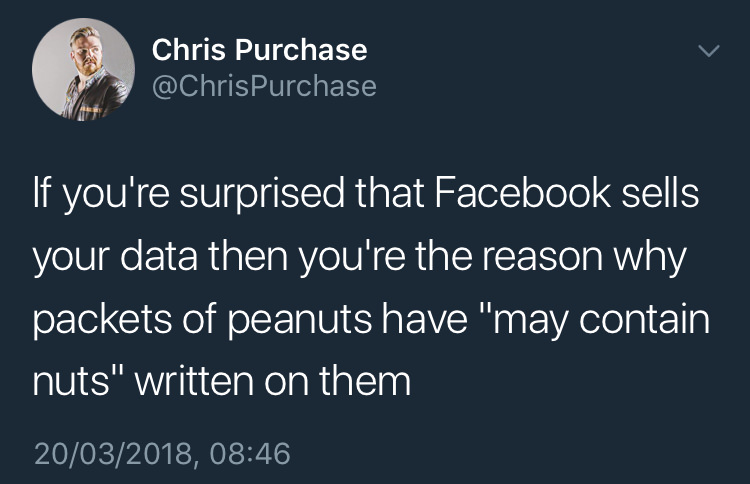 Chris Purchase
@ChrisPurchase
If you're surprised that Facebook sells
your data then you're the reason why
packets of peanuts have "may contain
nuts" written on them
20/03/2018, 08:46